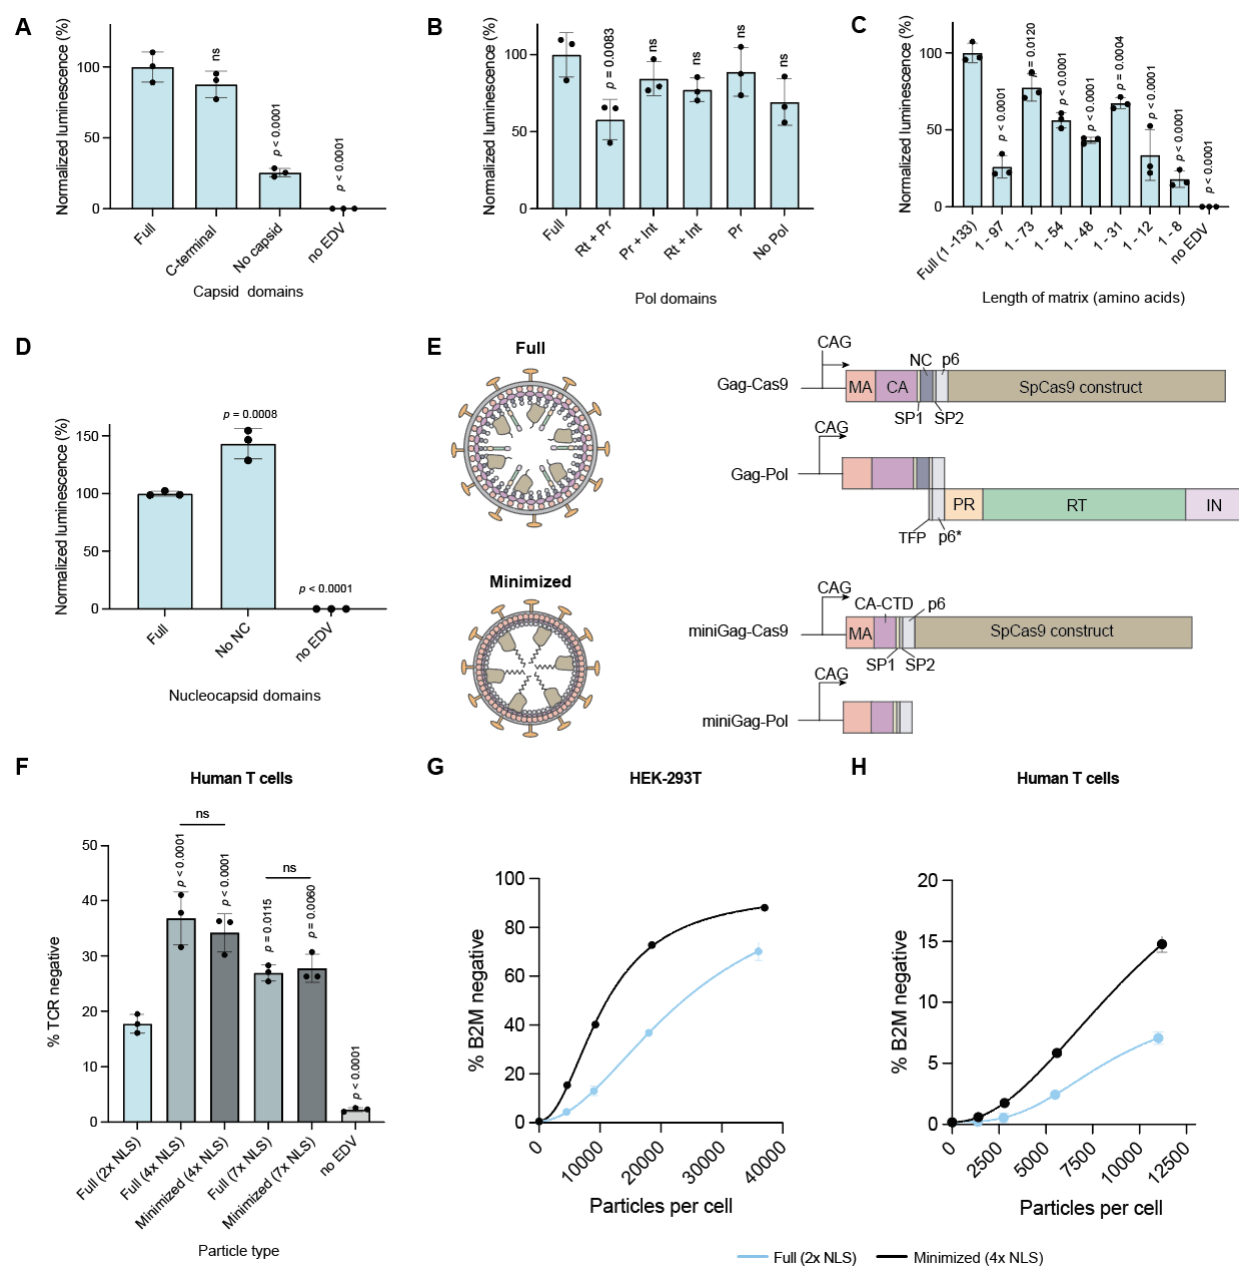 A
Normalized luminescence (%)
100
50
0
ns
p < 0.0001
p < 0.0001
Full
C-terminal
No capsid
no EDV
Capsid domains
B
Normalized luminescence (%)
100
50
0
p = 0.0083
ns
ns
ns
ns
Full
Rt + Pr
Pr + Int
Rt + Int
Pr
No Pol
Pol domains
C
Normalized luminescence (%)
100
50
0
p < 0.0001
p = 0.0120
p < 0.0001
p < 0.0001
p = 0.0004
p < 0.0001
p < 0.0001
p < 0.0001
Full (1-133)
1 - 97
1 - 73
1 - 54
1 - 48
1 - 31
1 - 12
1 - 8
no EDV
Length of matrix (amino acids)
D
Normalized luminescence (%)
150
100
50
0
p = 0.0008
p < 0.0001
Full
No NC
no EDV
Nucleocapsid domains
E
Full
Minimized
CAG
Gag-Cas9
MA
CA
NC
p6
SP1
SP2
SpCas9 construct
CAG
Gag-Pol
TFP
p6*
PR
RT
IN
CAG
miniGag-Cas9
MA
CA-CTD
p6
SP1
SP2
SpCas9 construct
CAG
miniGag-Pol
F
Human T cells
% TCR negative
50
40
30
20
10
0
ns
ns
p < 0.0001
p < 0.0001
p = 0.0115
p = 0.0060
p < 0.0001
Full (2x NLS)
Full (4x NLS)
Minimized (4x NLS)
Full (7x NLS)
Minimized (7x NLS)
no EDV
Particle type
G
HEK-293T
% B2M negative
100
80
60
40
20
0
0
10000
20000
30000
40000
Particles per cell
H
Human T cells
% B2M negative
20
15
10
5
0
0
2500
5000
7500
10000
12500
Particles per cell
Full (2x NLS)
Minimized (4x NLS)